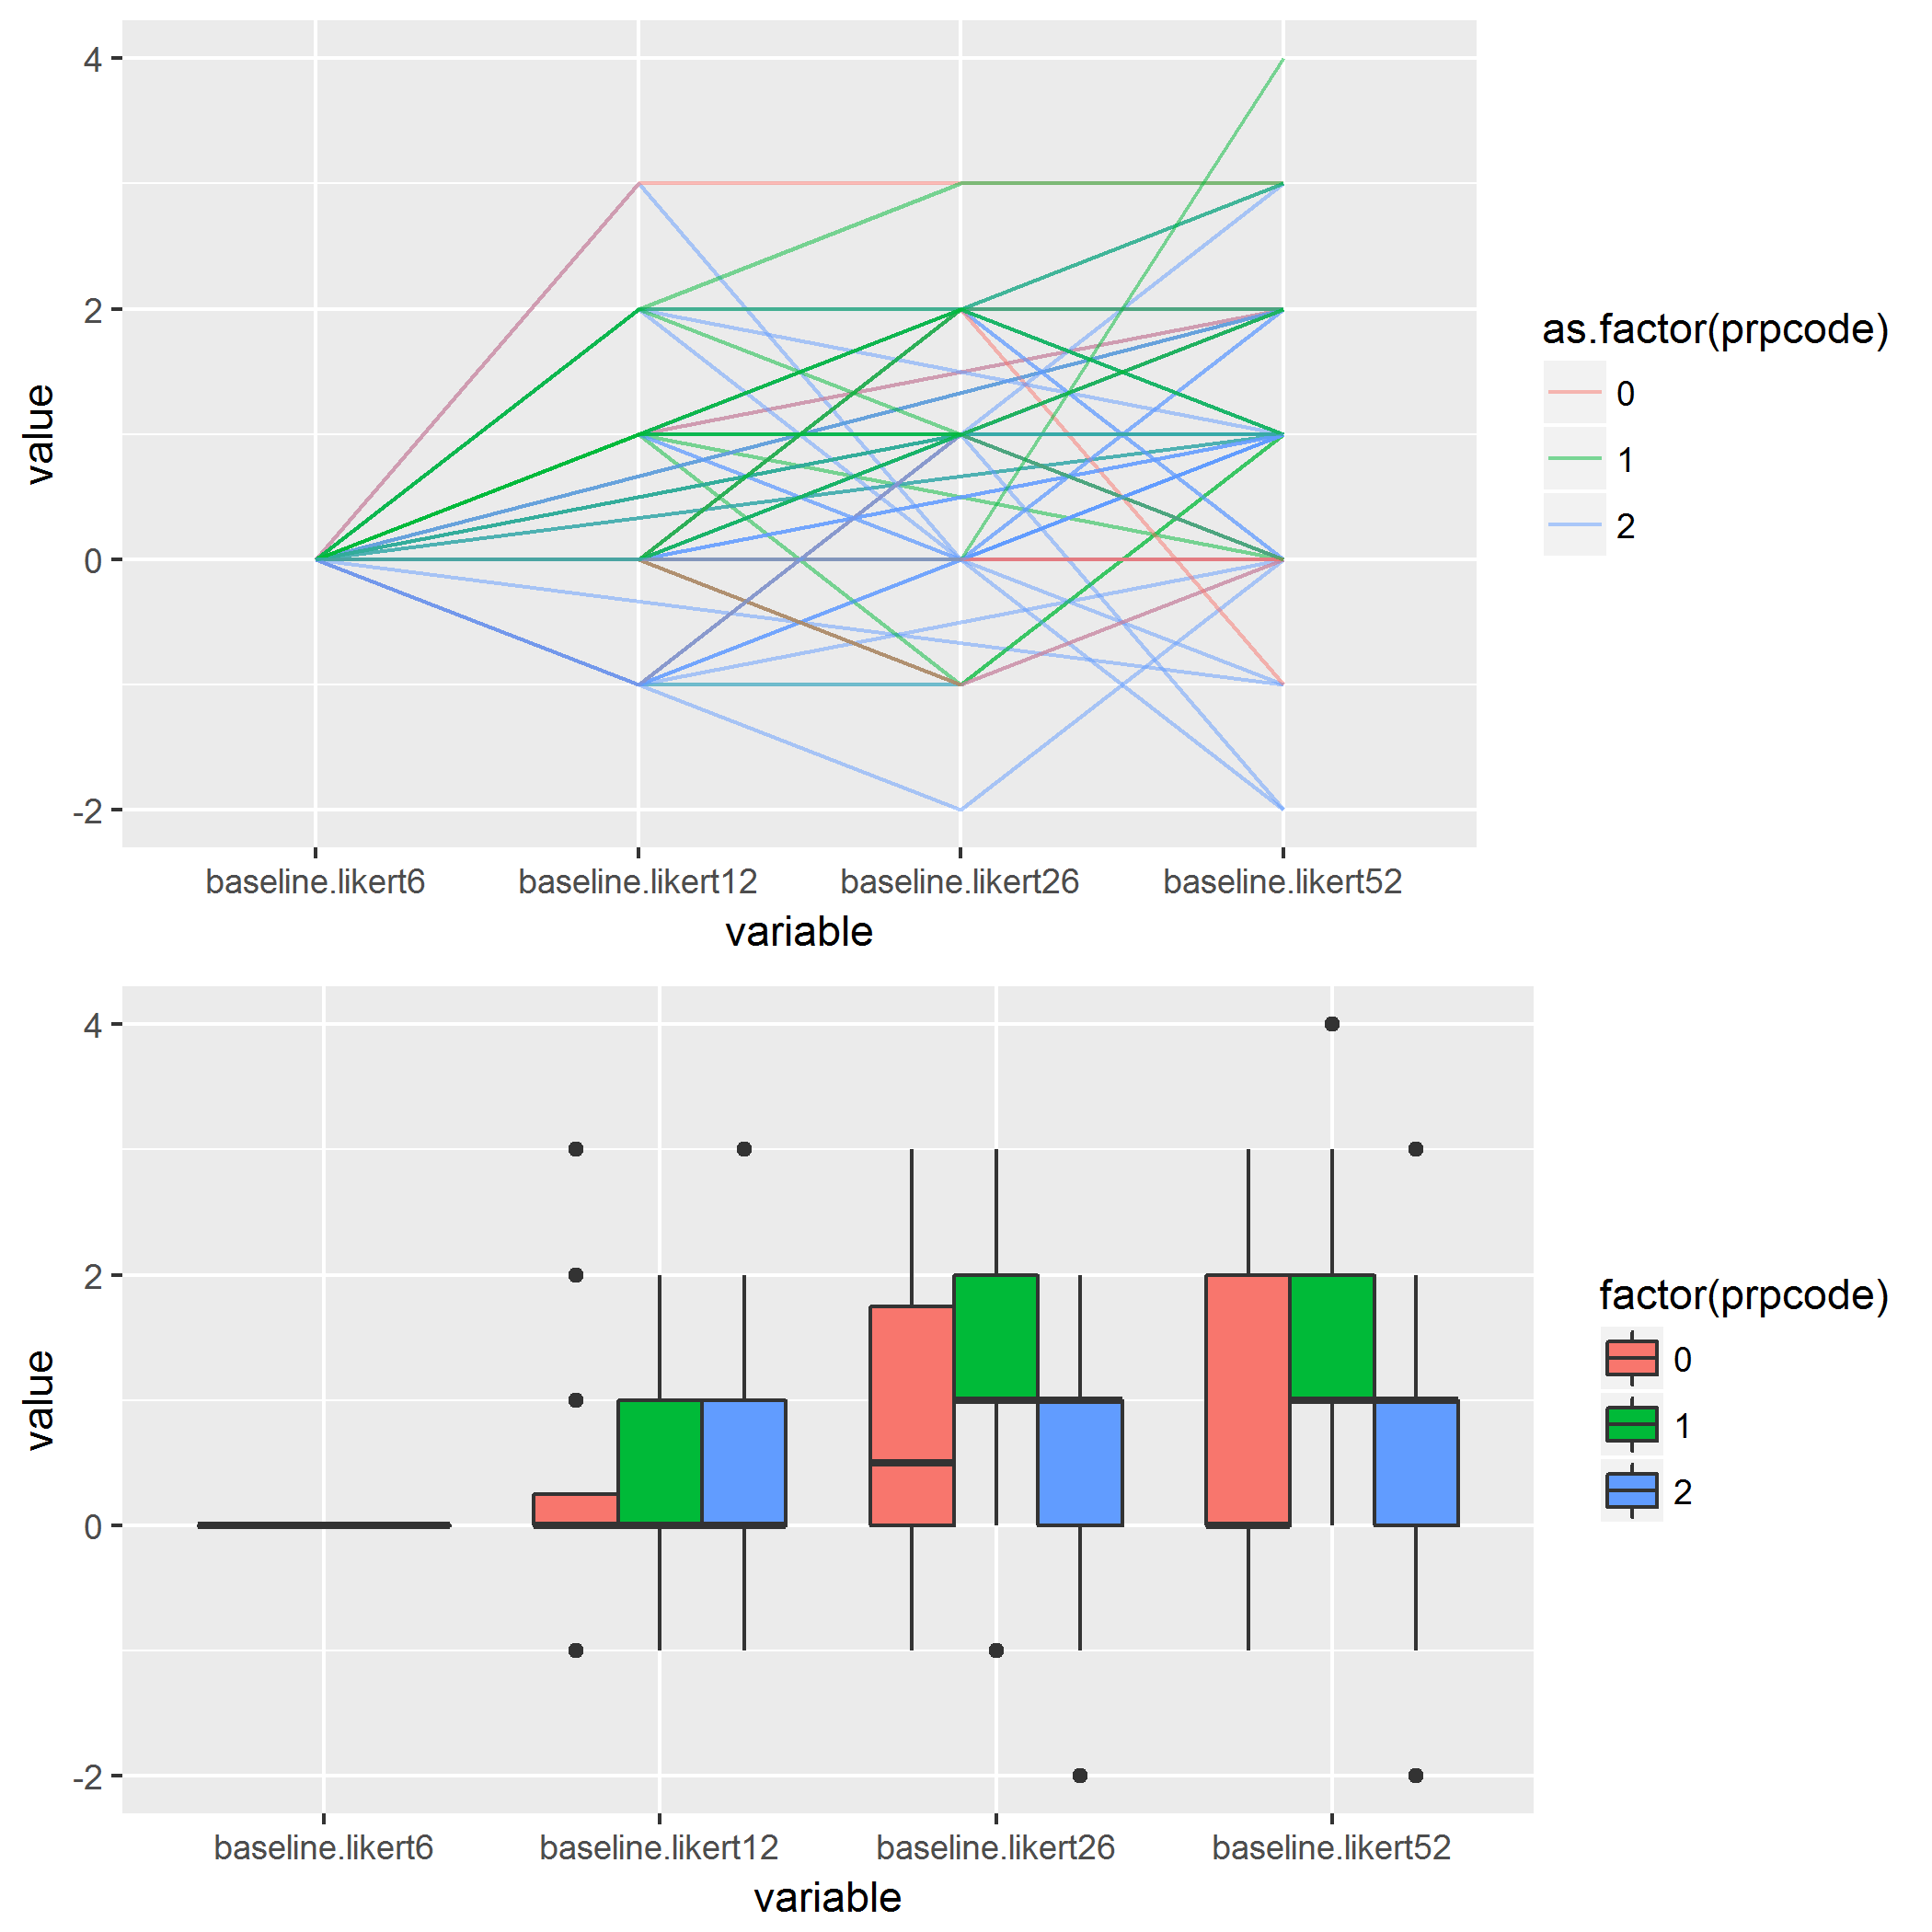 4
2
0
-2
value
baseline.likert6 baseline.likert12 baseline.likert26 baseline.likert52
variable
as.factor(prpcode)
0
1
2
4
2
0
-2
value
baseline.likert6 baseline.likert12 baseline.likert26 baseline.likert52
variable
factor(prpcode)
0
1
2